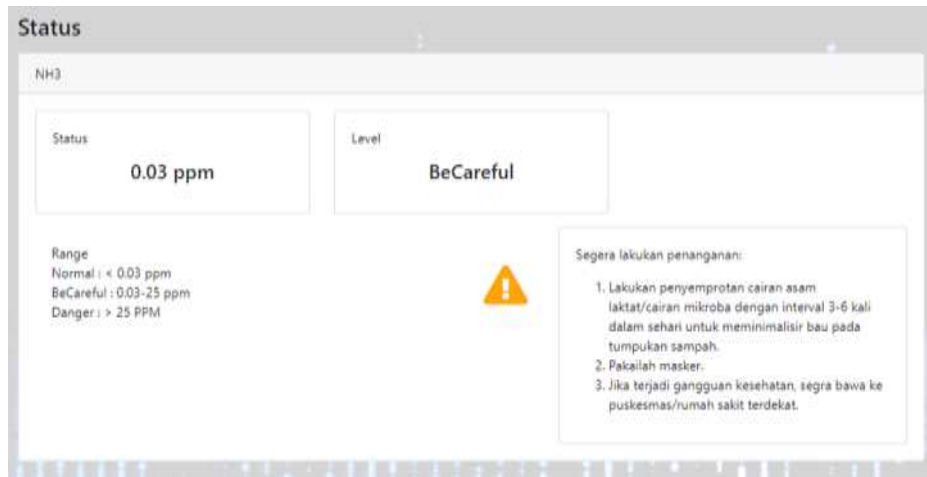 Status
NH3
Status
0.03 ppm
Level
BeCareful
Range
Normal : < 0.03 ppm
BeCareful : 0.03-25 ppm
Danger : > 25 PPM
Segera lakukan penanganan:
1. Lakukan penyemprotan cairan asam
laktat/cairan mikroba dengan interval 3-6 kali
dalam sehari untuk meminimalisir bau pada
tumpukan sampah.
2. Pakailah masker.
3. Jika terjadi gangguan kesehatan, segra bawa ke
puskesmas/rumah sakit terdekat.